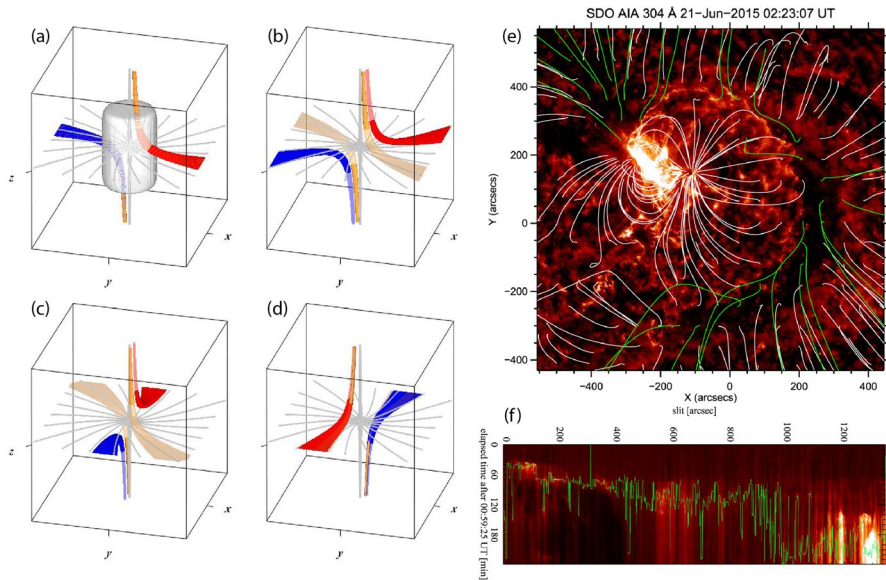 (a)
z
y
x
(b)
y
x
(c)
z
y
x
(d)
y
x
SDO AIA 304 Å 21-Jun-2015 02:23:07 UT
(e)
400
200
0
−200
−400
Y (arcsecs)
−400 −200 0 200 400
X (arcsecs)
(f)
slit [arcsec]
0 200 400 600 800 1000 1200
0
60
120
180
elapsed time after 00:59:25 UT [min]